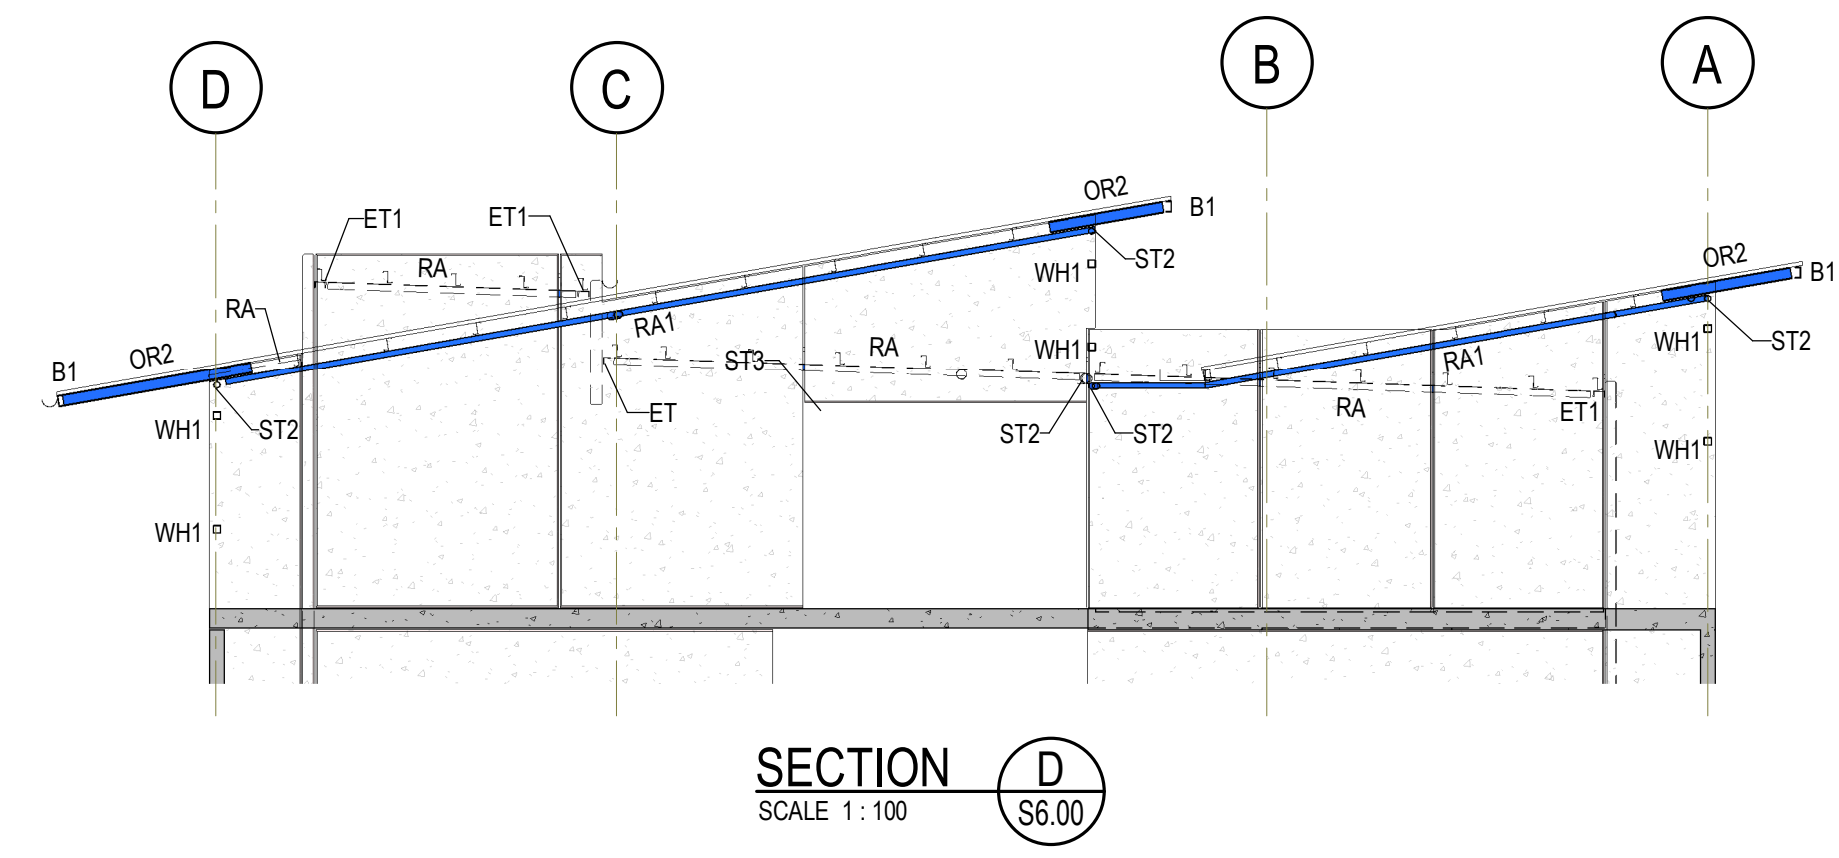 D
C
B
A
OR2
B1
ET1
ET1
RA
ST2
WH1
OR2
B1
RA
RA1
OR2
B1
WH1
ST2
WH1
RA
ST3
RA1
ET
RA
ET1
WH1
ST2
ST2
ST2
WH1
WH1
SECTION
SCALE 1 : 100
D
S6.00